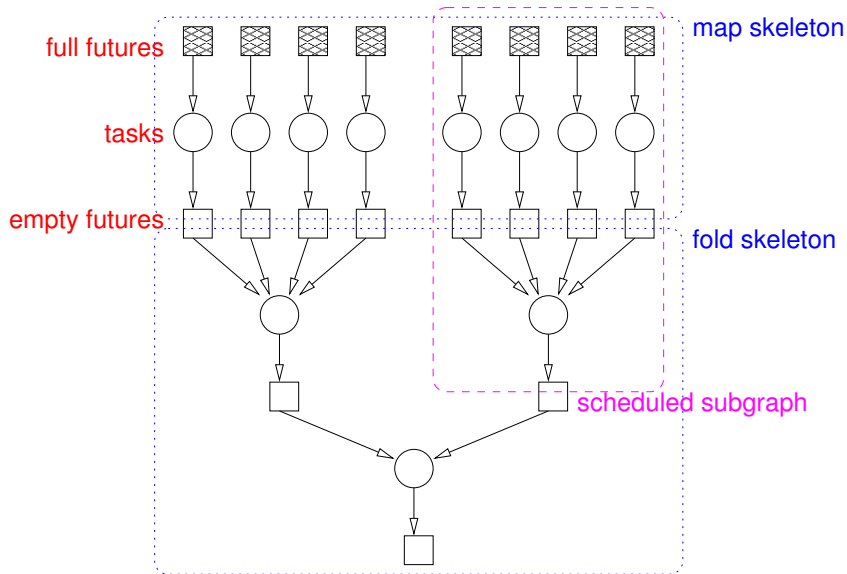 map skeleton
full futures
tasks
empty futures
fold skeleton
scheduled subgraph